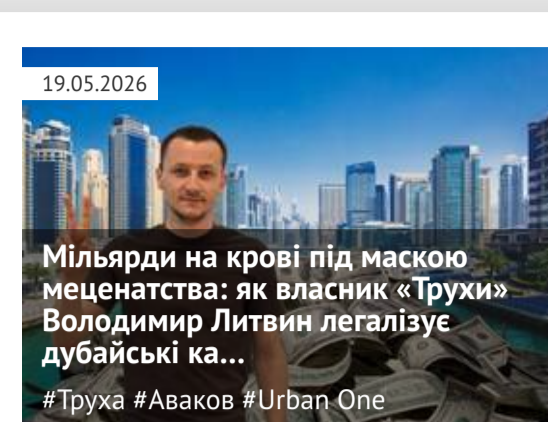 19.05.2026
Мільярди на крові під маскою
меценатства: як власник «Трухи»
Володимир Литвин легалізує
дубайські ка...
#Труха #Аваков #Urban One